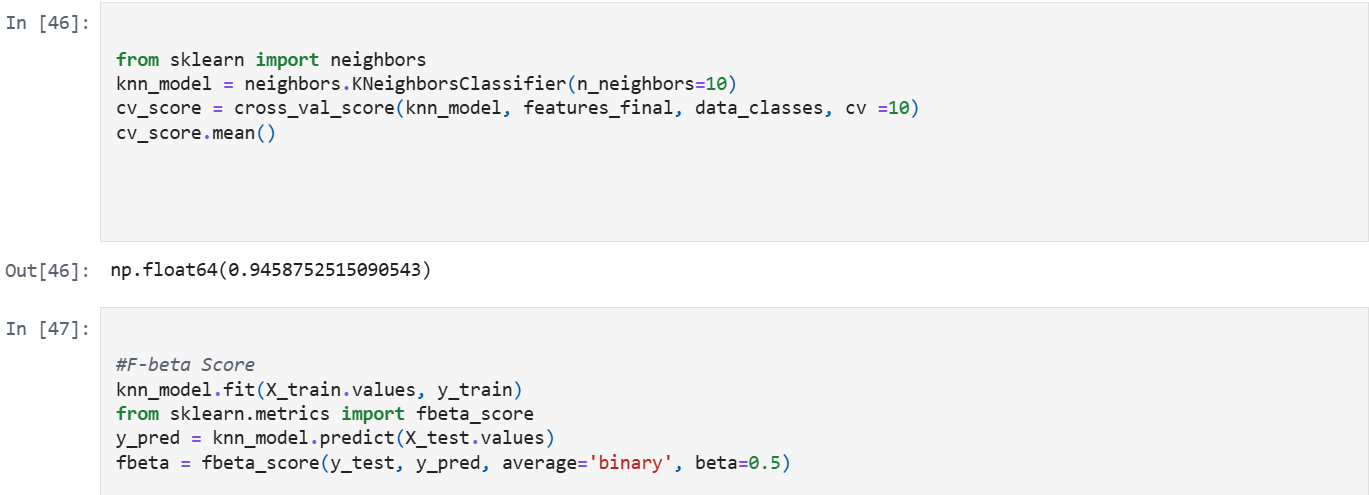 In [46]:
from sklearn import neighbors
knn_model = neighbors.KNeighborsClassifier(n_neighbors=10)
cv_score = cross_val_score(knn_model, features_final, data_classes, cv =10)
cv_score.mean()
Out[46]: np.float64(0.9458752515090543)
In [47]:
#F-beta Score
knn_model.fit(X_train.values, y_train)
from sklearn.metrics import fbeta_score
y_pred = knn_model.predict(X_test.values)
fbeta = fbeta_score(y_test, y_pred, average='binary', beta=0.5)